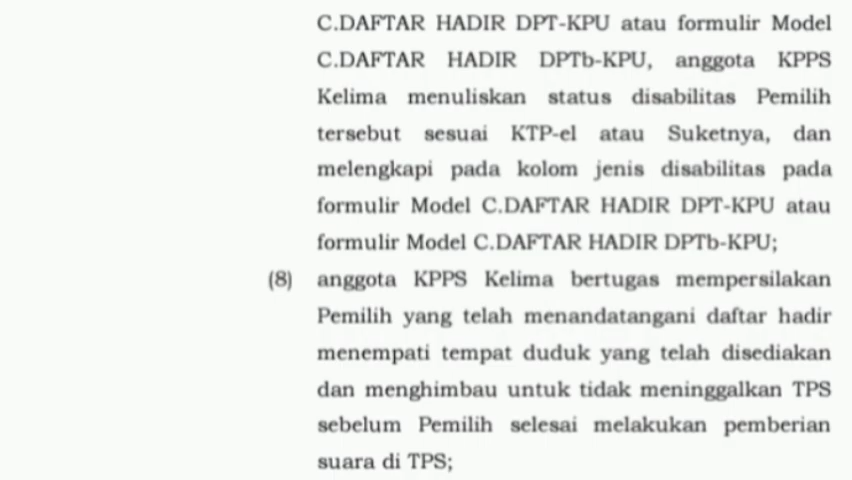 C.DAFTAR HADIR DPT-KPU atau formulir Model
C.DAFTAR HADIR DPTb-KPU, anggota KPPS
Kelima menuliskan status disabilitas Pemilih
tersebut sesuai KTP-el atau Suketnya, dan
melengkapi pada kolom jenis disabilitas pada
formulir Model C.DAFTAR HADIR DPT-KPU atau
formulir Model C.DAFTAR HADIR DPTb-KPU;
(8) anggota KPPS Kelima bertugas mempersilakan
Pemilih yang telah menandatangani daftar hadir
menempati tempat duduk yang telah disediakan
dan menghimbau untuk tidak meninggalkan TPS
sebelum Pemilih selesai melakukan pemberian
suara di TPS;